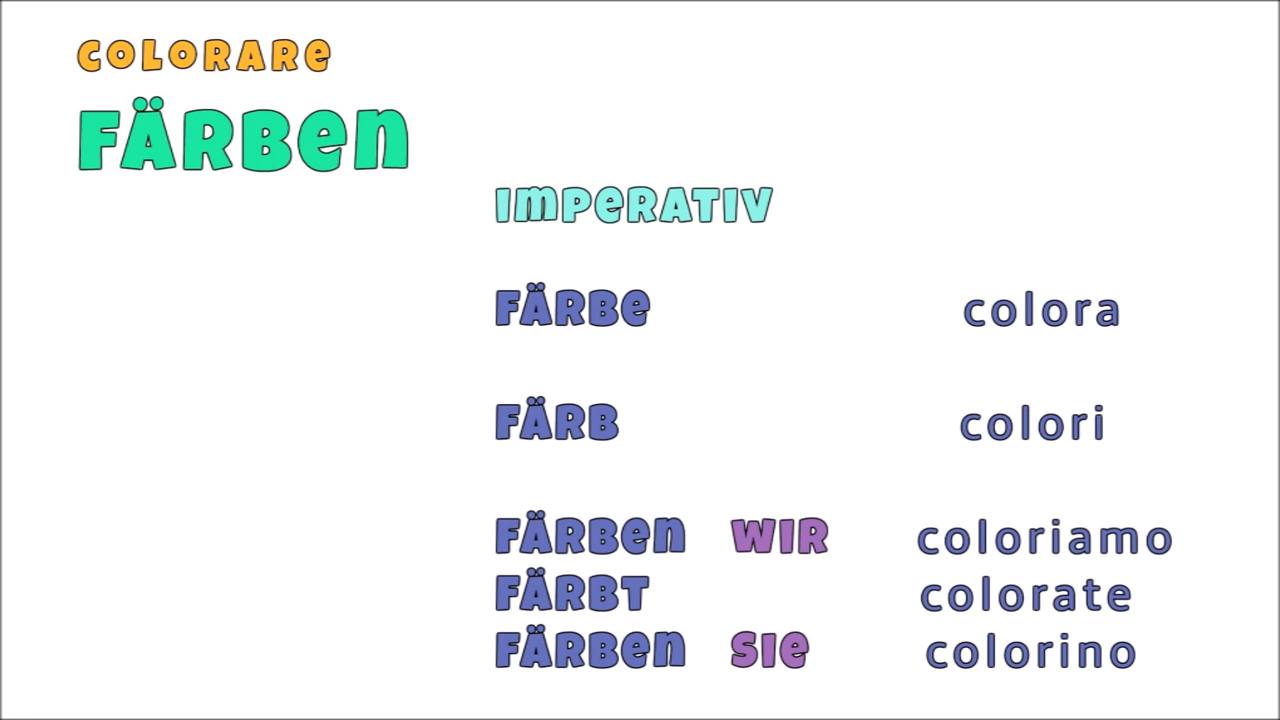 COLORARE
FÄRBEN
IMPERATIV
FÄRBE colora
FÄRB colori
FÄRBEN WIR coloriamo
FÄRBT colorate
FÄRBEN SIE colorino